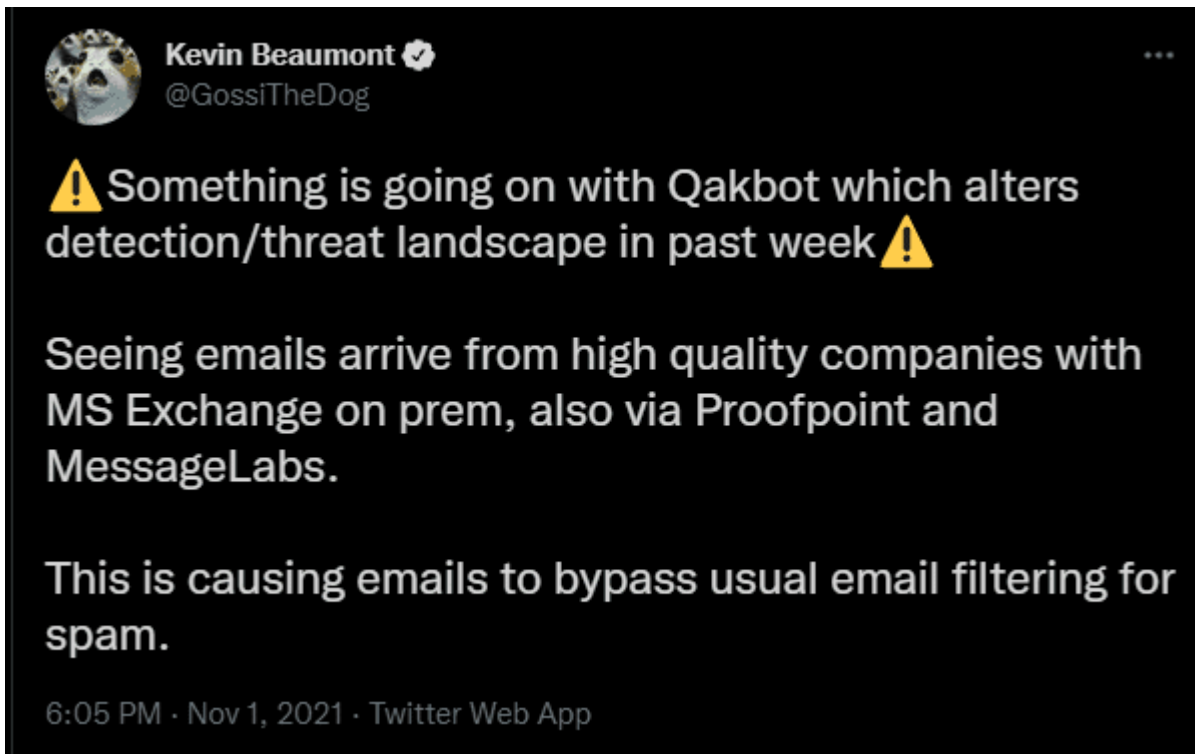 Kevin Beaumont
@GossiTheDog
⚠️Something is going on with Qakbot which alters
detection/threat landscape in past week⚠️
Seeing emails arrive from high quality companies with
MS Exchange on prem, also via Proofpoint and
MessageLabs.
This is causing emails to bypass usual email filtering for
spam.
6:05 PM · Nov 1, 2021 · Twitter Web App